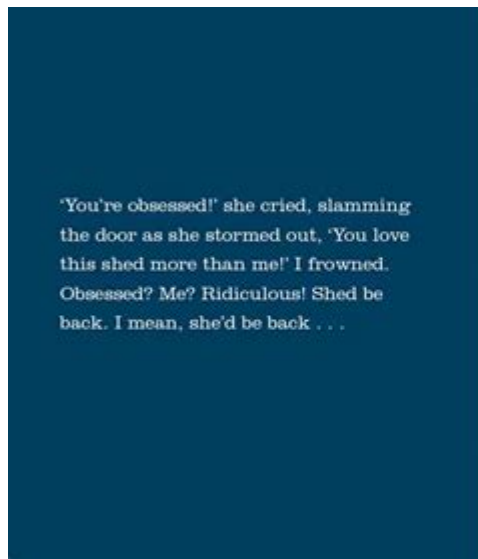 ‘You’re obsessed!’ she cried, slamming
the door as she stormed out, ‘You love
this shed more than me!’ I frowned.
Obsessed? Me? Ridiculous! Shed be
back. I mean, she’d be back . . .